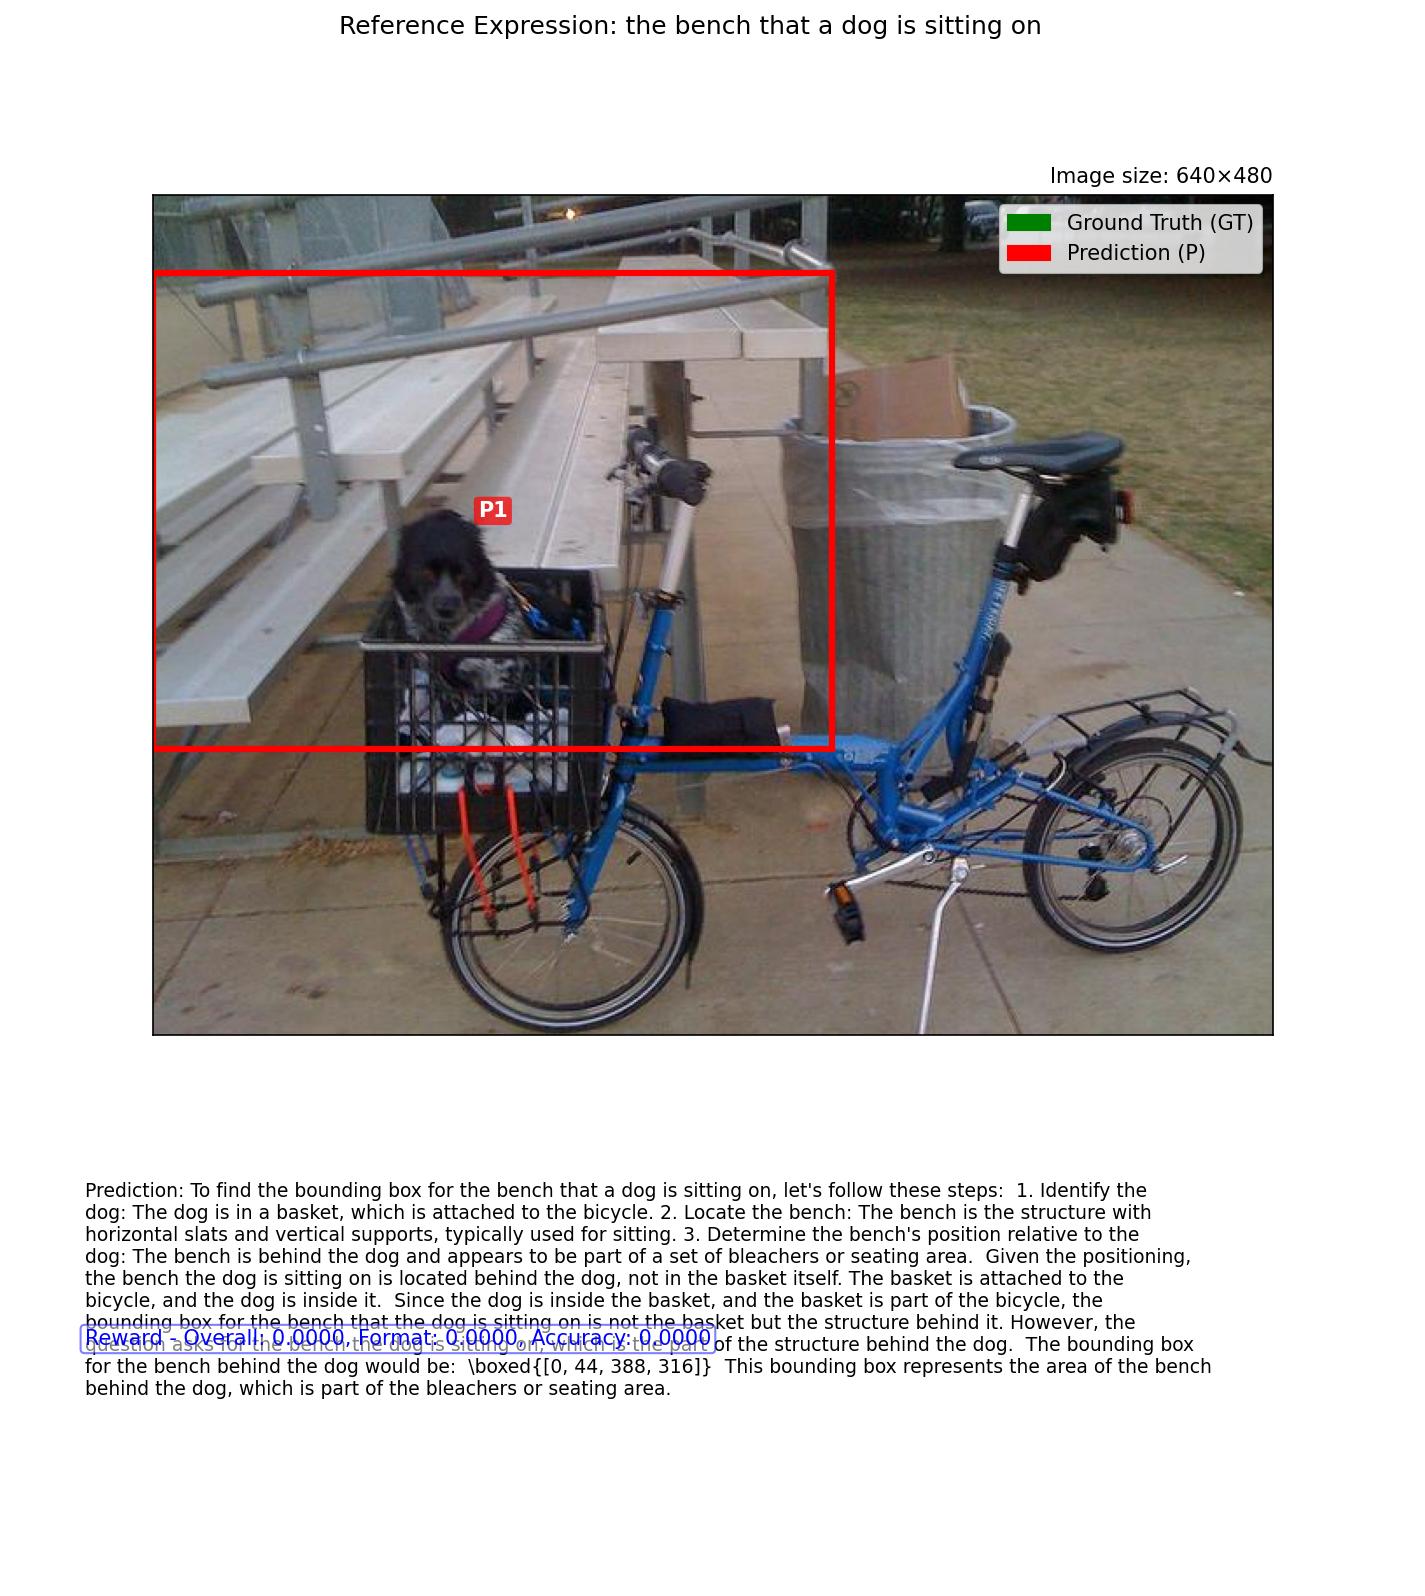 Reference Expression: the bench that a dog is sitting on
Image size: 640×480
Ground Truth (GT)
Prediction (P)
P1
Prediction: To find the bounding box for the bench that a dog is sitting on, let's follow these steps:  1. Identify the
dog: The dog is in a basket, which is attached to the bicycle. 2. Locate the bench: The bench is the structure with
horizontal slats and vertical supports, typically used for sitting. 3. Determine the bench's position relative to the
dog: The bench is behind the dog and appears to be part of a set of bleachers or seating area.  Given the positioning,
the bench the dog is sitting on is located behind the dog, not in the basket itself. The basket is attached to the
bicycle, and the dog is inside it.  Since the dog is inside the basket, and the basket is part of the bicycle, the
bounding box for the bench that the dog is sitting on is not the basket but the structure behind it. However, the
Reward - Overall: 0.0000, Format: 0.0000, Accuracy: 0.0000
question asks for the bench the dog is sitting on, which is the part of the structure behind the dog.  The bounding box
for the bench behind the dog would be:  \boxed{[0, 44, 388, 316]}  This bounding box represents the area of the bench
behind the dog, which is part of the bleachers or seating area.